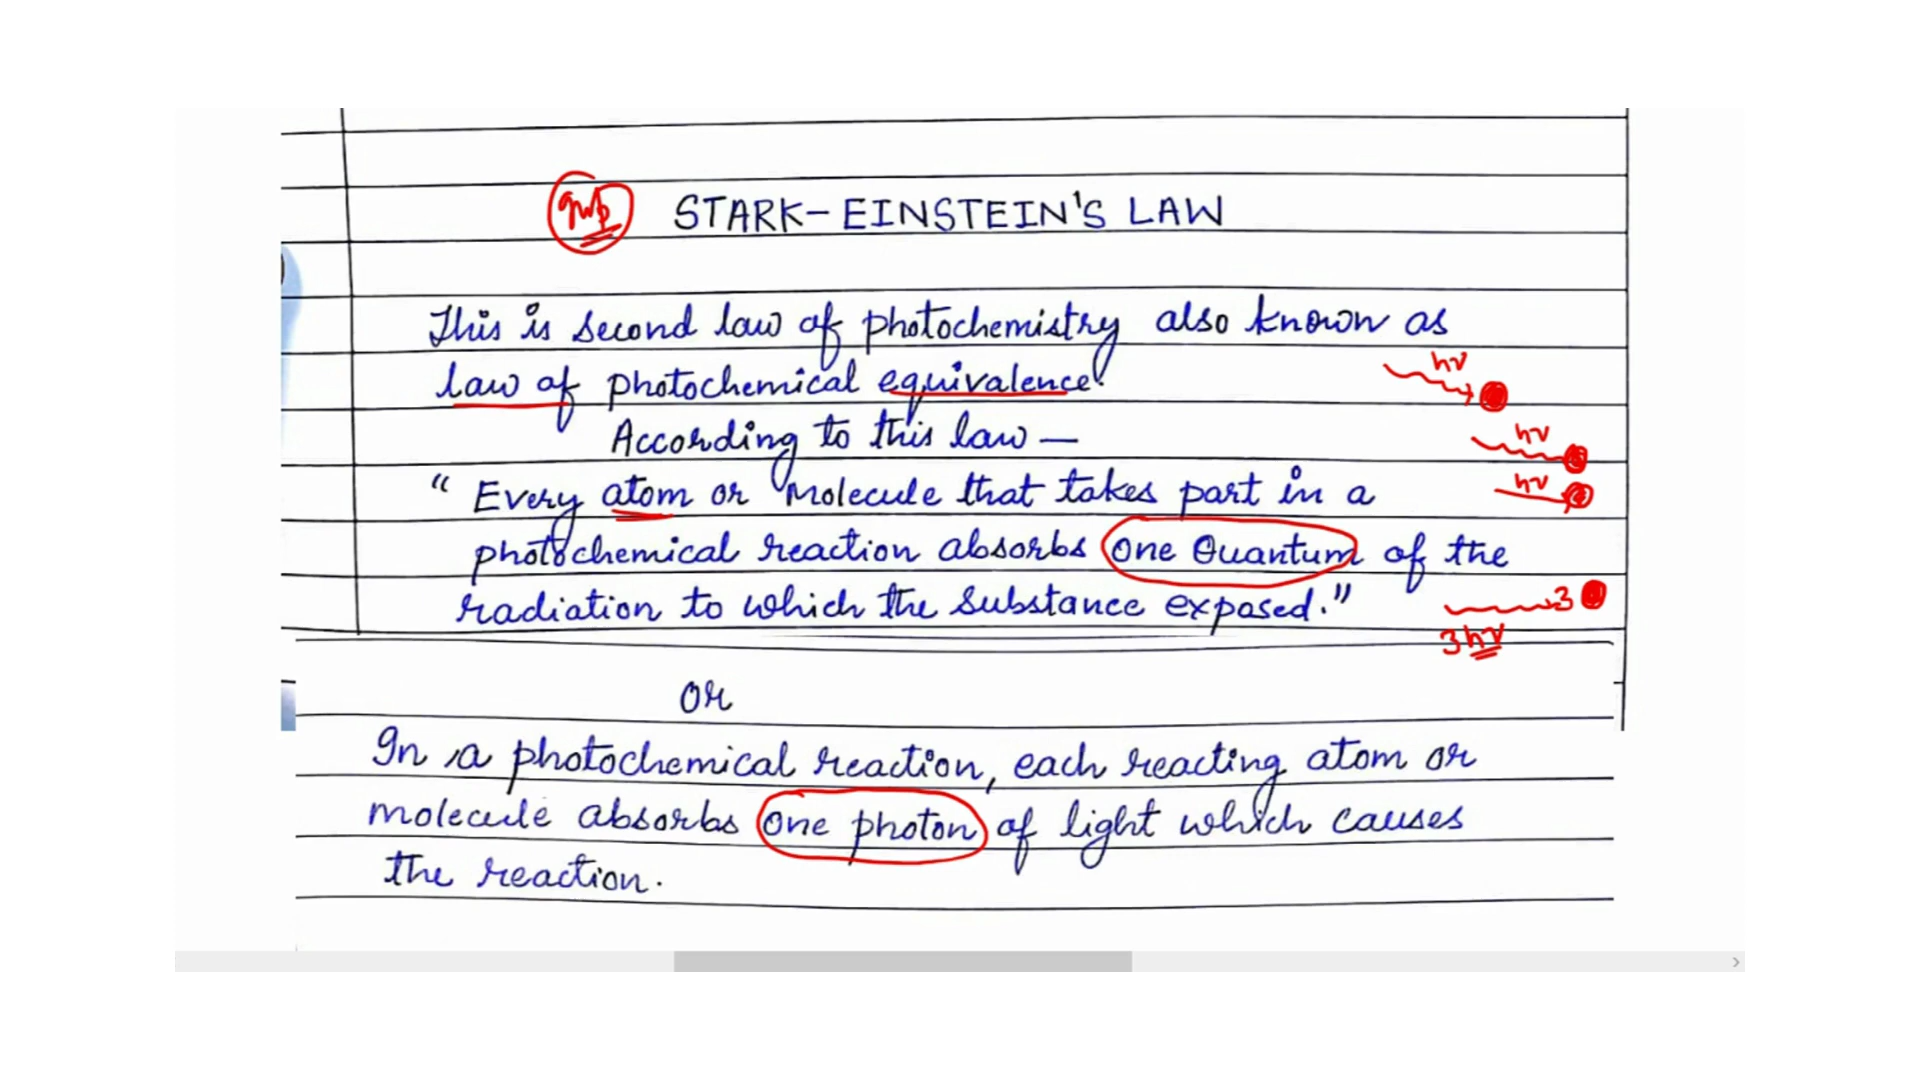 Imp STARK-EINSTEIN'S LAW
This is second law of photochemistry also known as
law of photochemical equivalence.
hν
According to this law —
hν
"Every atom or molecule that takes part in a
hν
photochemical reaction absorbs one Quantum of the
radiation to which the substance exposed."
3
3hν
or
In a photochemical reaction, each reacting atom or
molecule absorbs one photon of light which causes
the reaction.